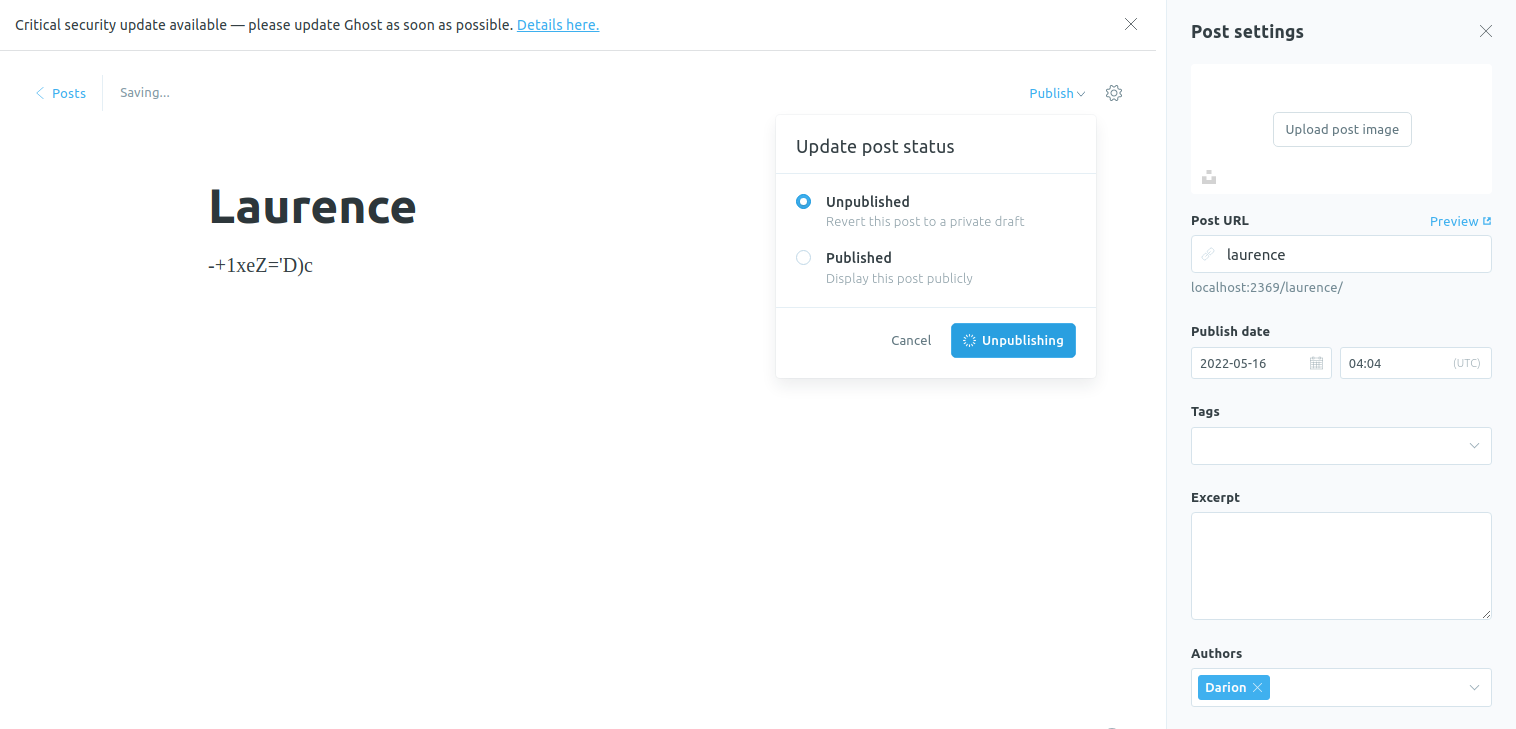 Critical security update available — please update Ghost as soon as possible. Details here.
Posts
Saving...
Publish
Update post status
Unpublished
Revert this post to a private draft
Published
Display this post publicly
Cancel
Unpublishing
Laurence
-+1xeZ='D)c
Post settings
Upload post image
Post URL
Preview
laurence
localhost:2369/laurence/
Publish date
2022-05-16
04:04 (UTC)
Tags
Excerpt
Authors
Darion